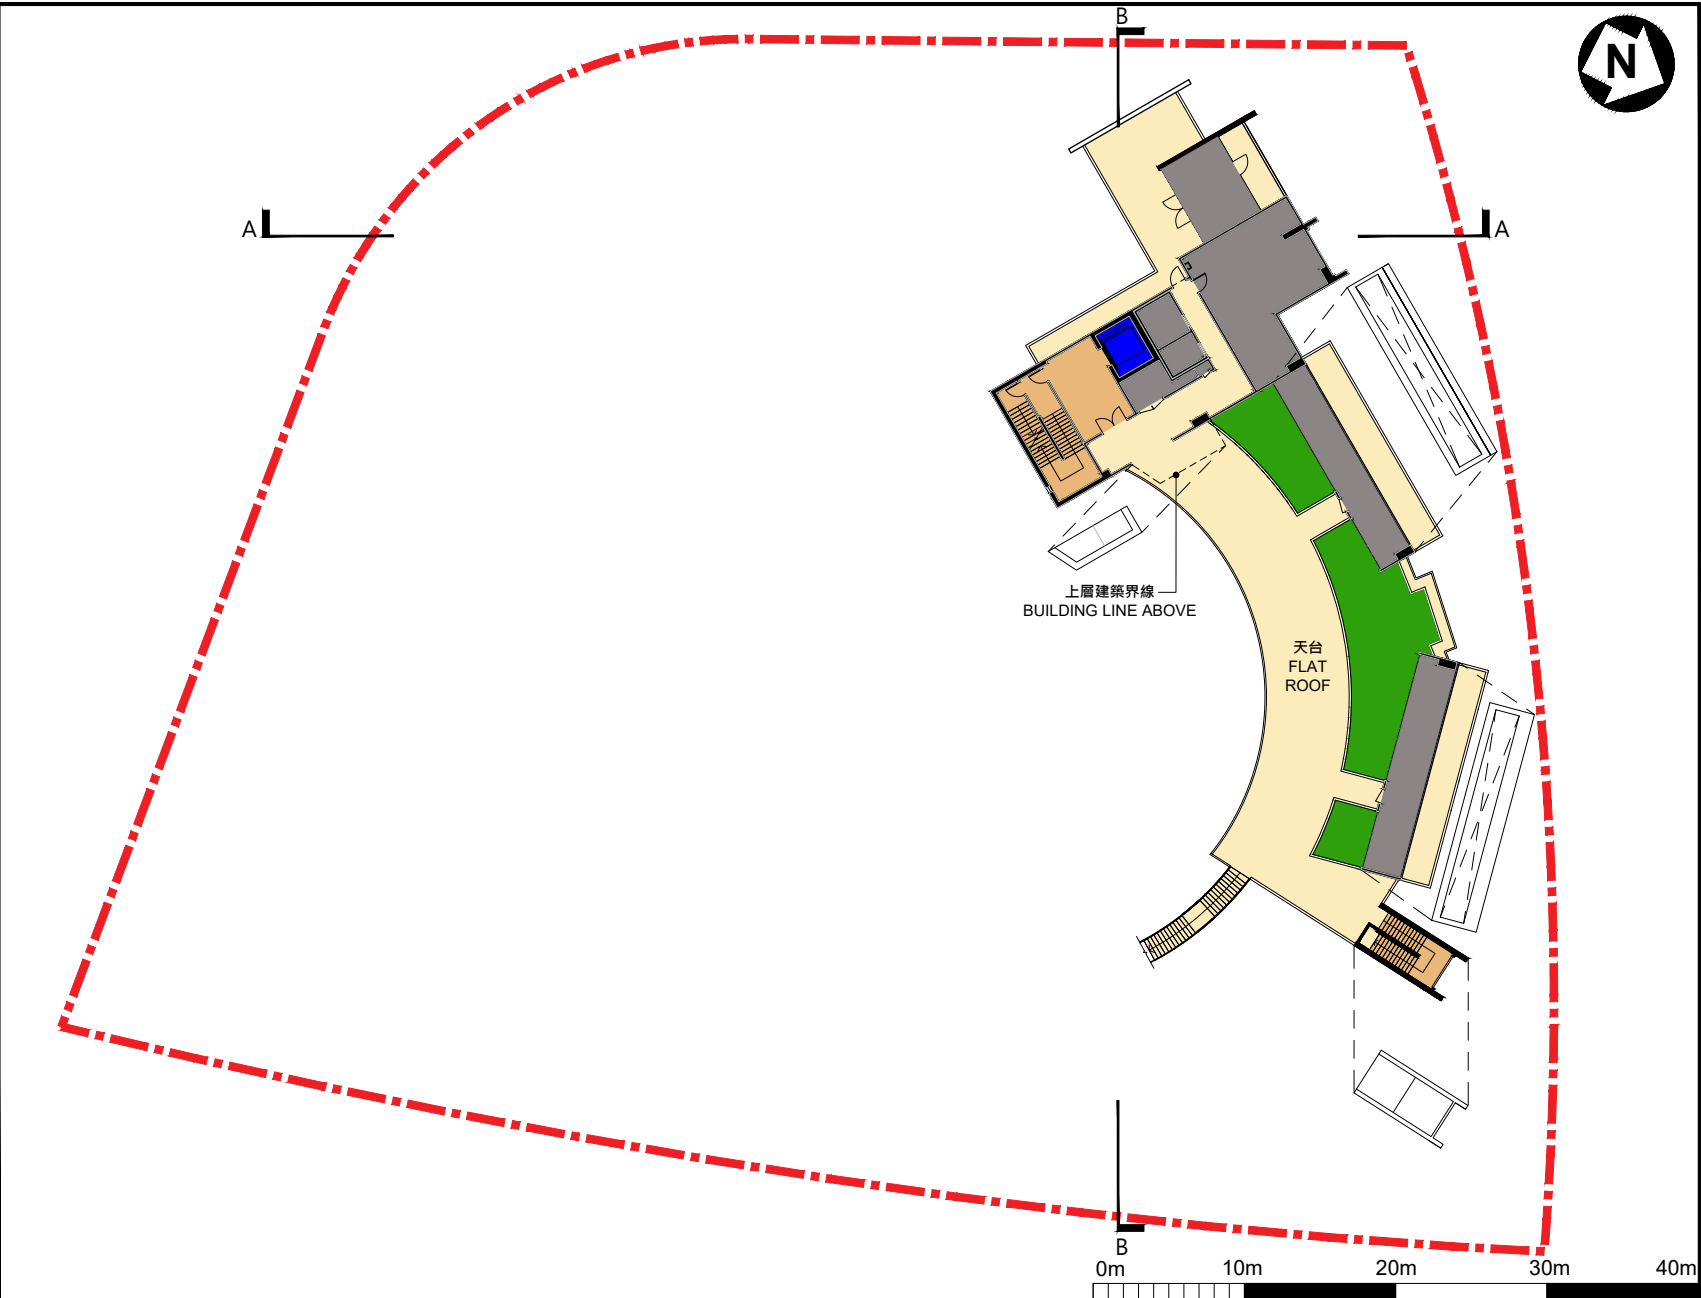 B
N
A
A
上層建築界線
BUILDING LINE ABOVE
天台
FLAT
ROOF
B
0m 10m 20m 30m 40m